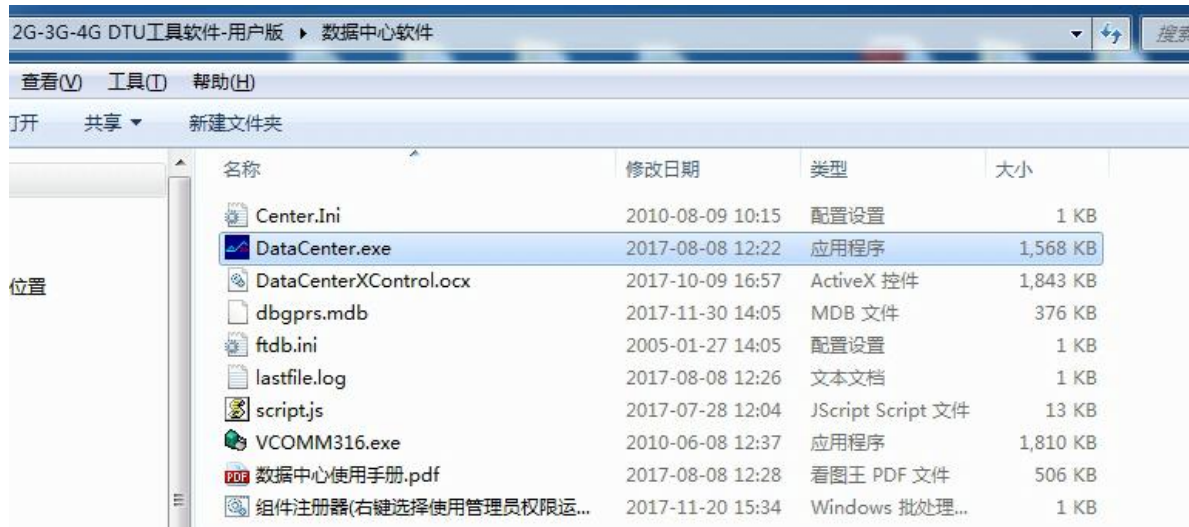 2G-3G-4G DTU工具软件-用户版 ▸ 数据中心软件
查看(V) 工具(T) 帮助(H)
共享 新建文件夹
名称 修改日期 类型 大小
Center.Ini 2010-08-09 10:15 配置设置 1 KB
DataCenter.exe 2017-08-08 12:22 应用程序 1,568 KB
DataCenterXControl.ocx 2017-10-09 16:57 ActiveX 控件 1,843 KB
位置
dbgprs.mdb 2017-11-30 14:05 MDB 文件 376 KB
ftdb.ini 2005-01-27 14:05 配置设置 1 KB
lastfile.log 2017-08-08 12:26 文本文档 1 KB
script.js 2017-07-28 12:04 JScript Script 文件 13 KB
VCOMM316.exe 2010-06-08 12:37 应用程序 1,810 KB
PDF 数据中心使用手册.pdf 2017-08-08 12:28 看图王 PDF 文件 506 KB
组件注册器(右键选择使用管理员权限运... 2017-11-20 15:34 Windows 批处理... 1 KB